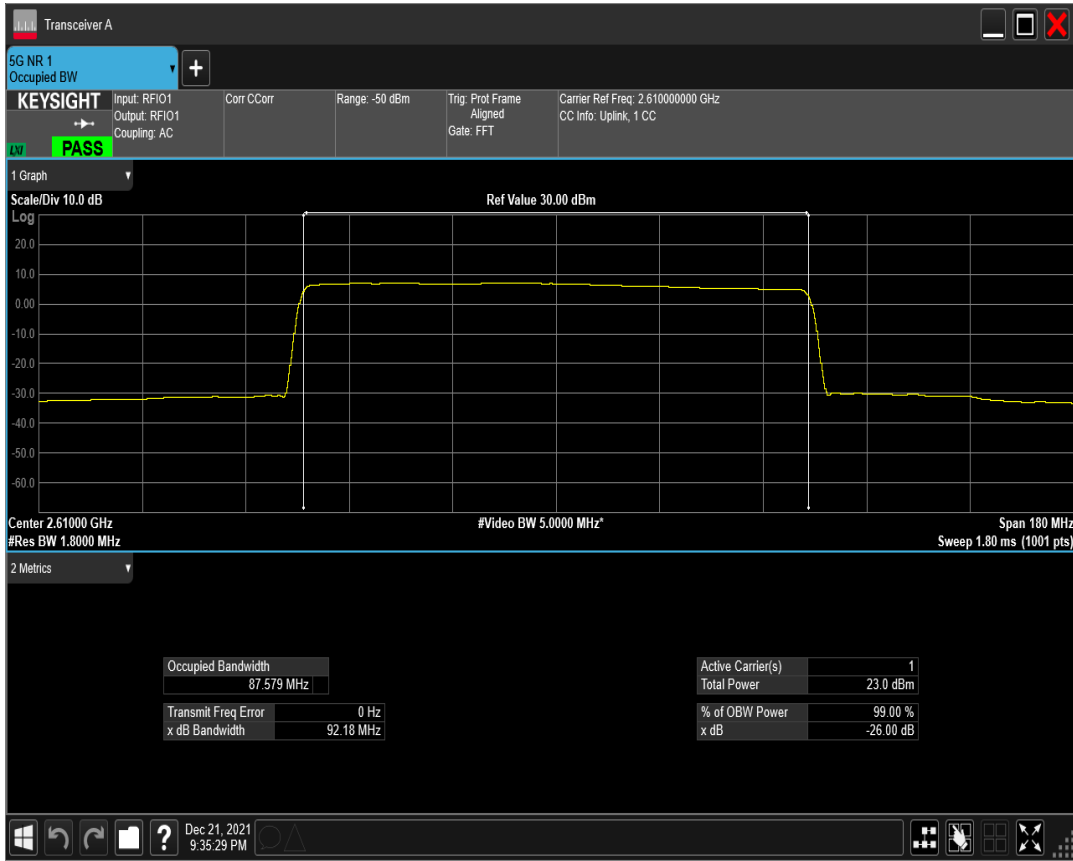 Transceiver A
5G NR 1
Occupied BW
KEYSIGHT
LXI
PASS
Input: RFIO1
Output: RFIO1
Coupling: AC
Corr CCorr
Range: -50 dBm
Trig: Prot Frame
Aligned
Gate: FFT
Carrier Ref Freq: 2.610000000 GHz
CC Info: Uplink, 1 CC
1 Graph
Scale/Div 10.0 dB
Ref Value 30.00 dBm
Log
20.0
10.0
0.00
-10.0
-20.0
-30.0
-40.0
-50.0
-60.0
Center 2.61000 GHz
#Video BW 5.0000 MHz*
Span 180 MHz
#Res BW 1.8000 MHz
Sweep 1.80 ms (1001 pts)
2 Metrics
Occupied Bandwidth
87.579 MHz
Transmit Freq Error 0 Hz
x dB Bandwidth 92.18 MHz
Active Carrier(s) 1
Total Power 23.0 dBm
% of OBW Power 99.00 %
x dB -26.00 dB
?
Dec 21, 2021
9:35:29 PM